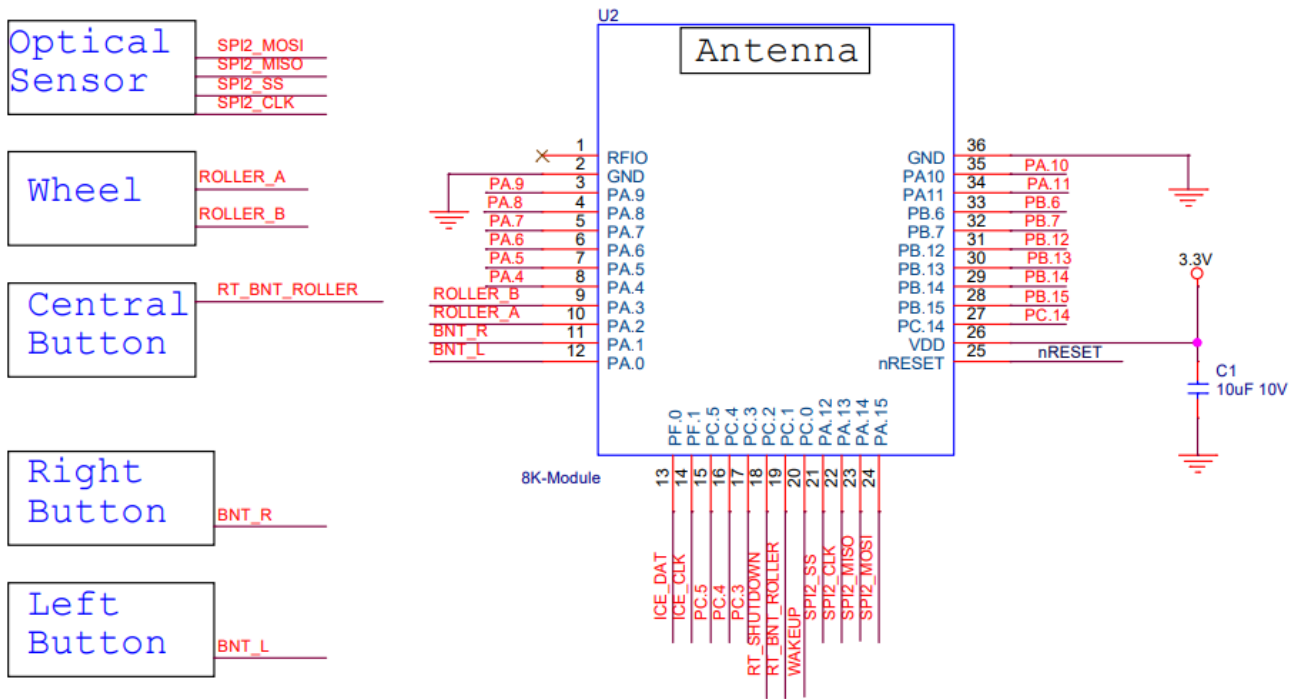 Optical
Sensor
SPI2_MOSI
SPI2_MISO
SPI2_SS
SPI2_CLK
Wheel
ROLLER_A
ROLLER_B
Central
Button
RT_BNT_ROLLER
Right
Button
BNT_R
Left
Button
BNT_L
U2
Antenna
1 RFIO
2 GND
PA.9 3 PA.9
PA.8 4 PA.8
PA.7 5 PA.7
PA.6 6 PA.6
PA.5 7 PA.5
PA.4 8 PA.4
ROLLER_B 9 PA.3
ROLLER_A 10 PA.2
BNT_R 11 PA.1
BNT_L 12 PA.0
GND 36
PA10 35 PA.10
PA11 34 PA.11
PB.6 33 PB.6
PB.7 32 PB.7
PB.12 31 PB.12
PB.13 30 PB.13
PB.14 29 PB.14
PB.15 28 PB.15
PC.14 27 PC.14
VDD 26
nRESET 25 nRESET
3.3V
C1
10uF 10V
8K-Module
PF.0 13 ICE_DAT
PF.1 14 ICE_CLK
PC.5 15 PC.5
PC.4 16 PC.4
PC.3 17 PC.3
PC.2 18 RT_SHUTDOWN
PC.1 19 RT_BNT_ROLLER
PC.0 20 WAKEUP
PA.12 21 SPI2_SS
PA.13 22 SPI2_CLK
PA.14 23 SPI2_MISO
PA.15 24 SPI2_MOSI